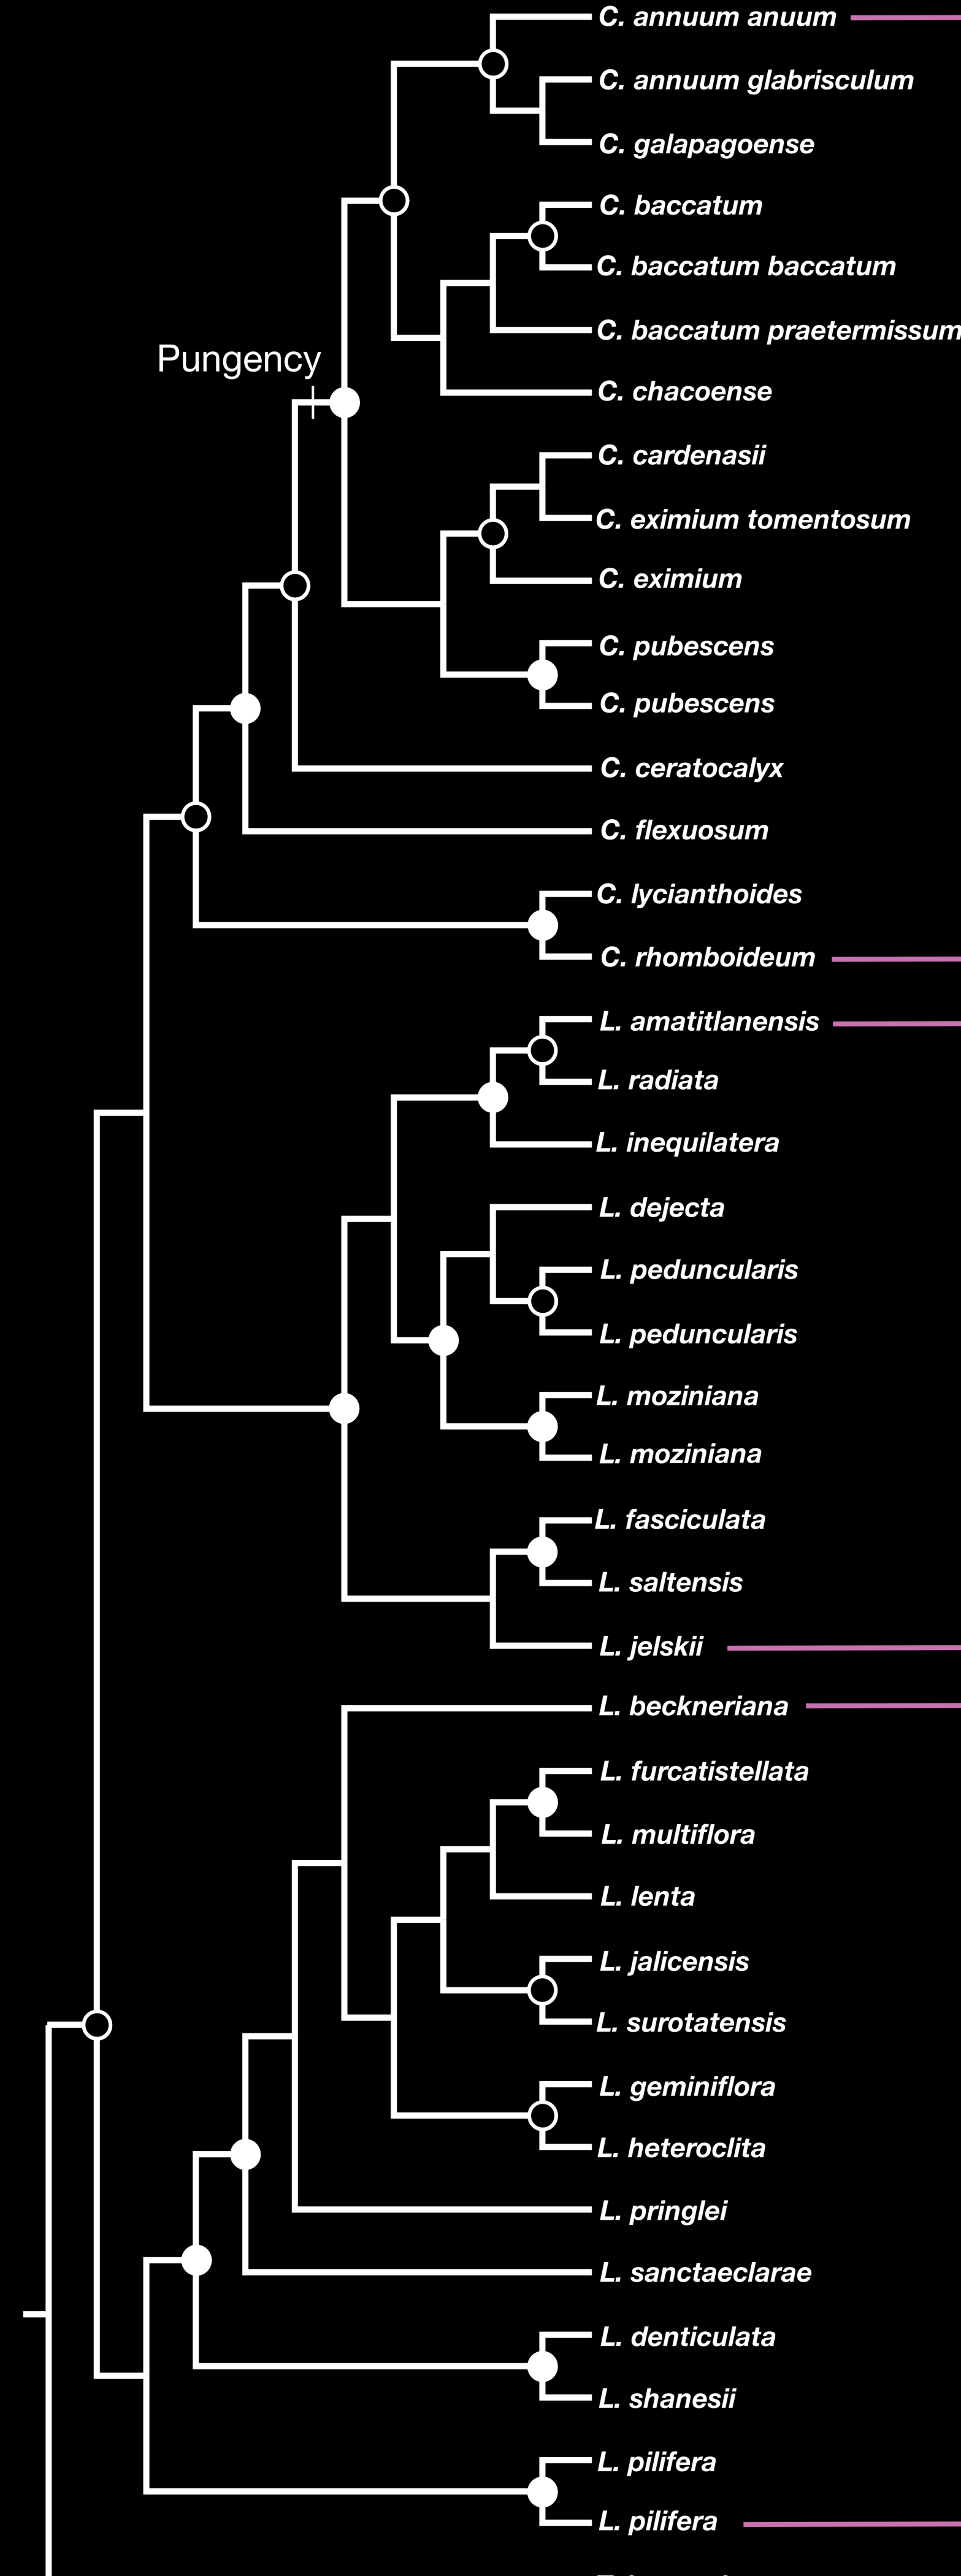 C. annuum anuum
C. annuum glabrisculum
C. galapagoense
C. baccatum
C. baccatum baccatum
C. baccatum praetermissum
Pungency
C. chacoense
C. cardenasii
C. eximium tomentosum
C. eximium
C. pubescens
C. pubescens
C. ceratocalyx
C. flexuosum
C. lycianthoides
C. rhomboideum
L. amatitlanensis
L. radiata
L. inequilatera
L. dejecta
L. peduncularis
L. peduncularis
L. moziniana
L. moziniana
L. fasciculata
L. saltensis
L. jelskii
L. beckneriana
L. furcatistellata
L. multiflora
L. lenta
L. jalicensis
L. surotatensis
L. geminiflora
L. heteroclita
L. pringlei
L. sanctaeclarae
L. denticulata
L. shanesii
L. pilifera
L. pilifera